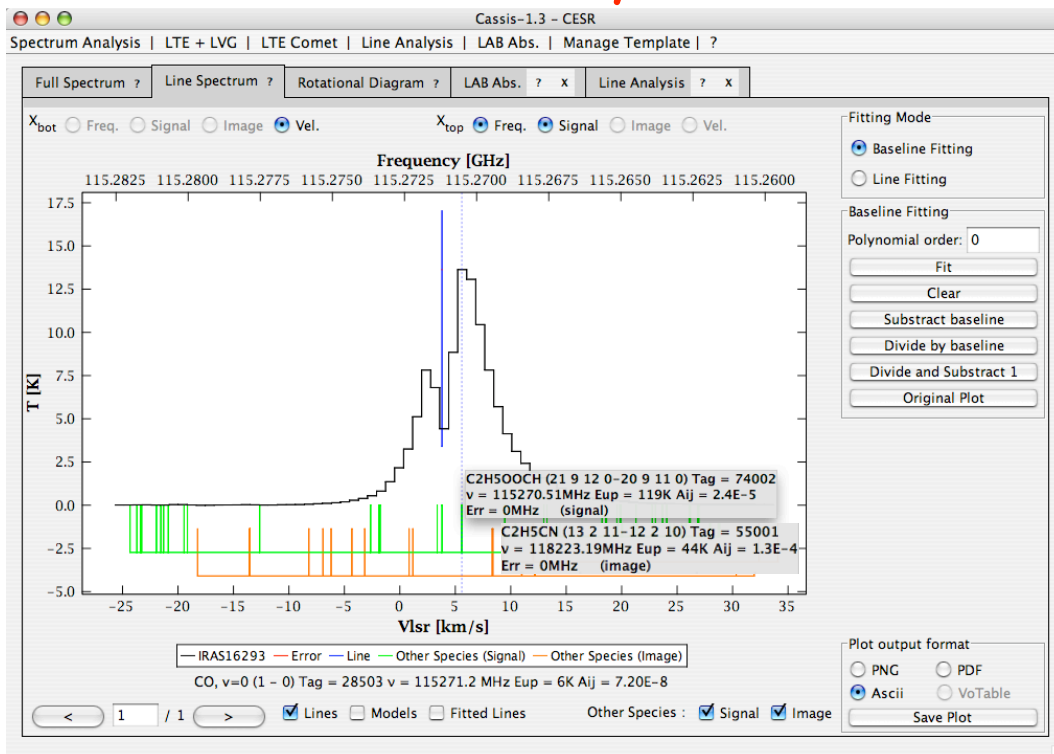 Cassis-1.3 - CESR
Spectrum Analysis | LTE + LVG | LTE Comet | Line Analysis | LAB Abs. | Manage Template | ?
Full Spectrum ? Line Spectrum ? Rotational Diagram ? LAB Abs. ? X Line Analysis ? X
Xbot Freq. Signal Image Vel. Xtop Freq. Signal Image Vel.
Frequency [GHz]
115.2825 115.2800 115.2775 115.2750 115.2725 115.2700 115.2675 115.2650 115.2625 115.2600
17.5
15.0
12.5
10.0
7.5
5.0
2.5
0.0
-2.5
-5.0
T [K]
C2H5OOCH (21 9 12 0-20 9 11 0) Tag = 74002
ν = 115270.51MHz Eup = 119K Aij = 2.4E-5
Err = 0MHz (signal)
C2H5CN (13 2 11-12 2 10) Tag = 55001
ν = 118223.19MHz Eup = 44K Aij = 1.3E-4
Err = 0MHz (image)
-25 -20 -15 -10 -5 0 5 10 15 20 25 30 35
Vlsr [km/s]
IRAS16293 Error Line Other Species (Signal) Other Species (Image)
CO, v=0 (1 - 0) Tag = 28503 ν = 115271.2 MHz Eup = 6K Aij = 7.20E-8
< 1 / 1 > Lines Models Fitted Lines Other Species : Signal Image
Fitting Mode
Baseline Fitting
Line Fitting
Baseline Fitting
Polynomial order: 0
Fit
Clear
Substract baseline
Divide by baseline
Divide and Substract 1
Original Plot
Plot output format
PNG PDF
Ascii VoTable
Save Plot